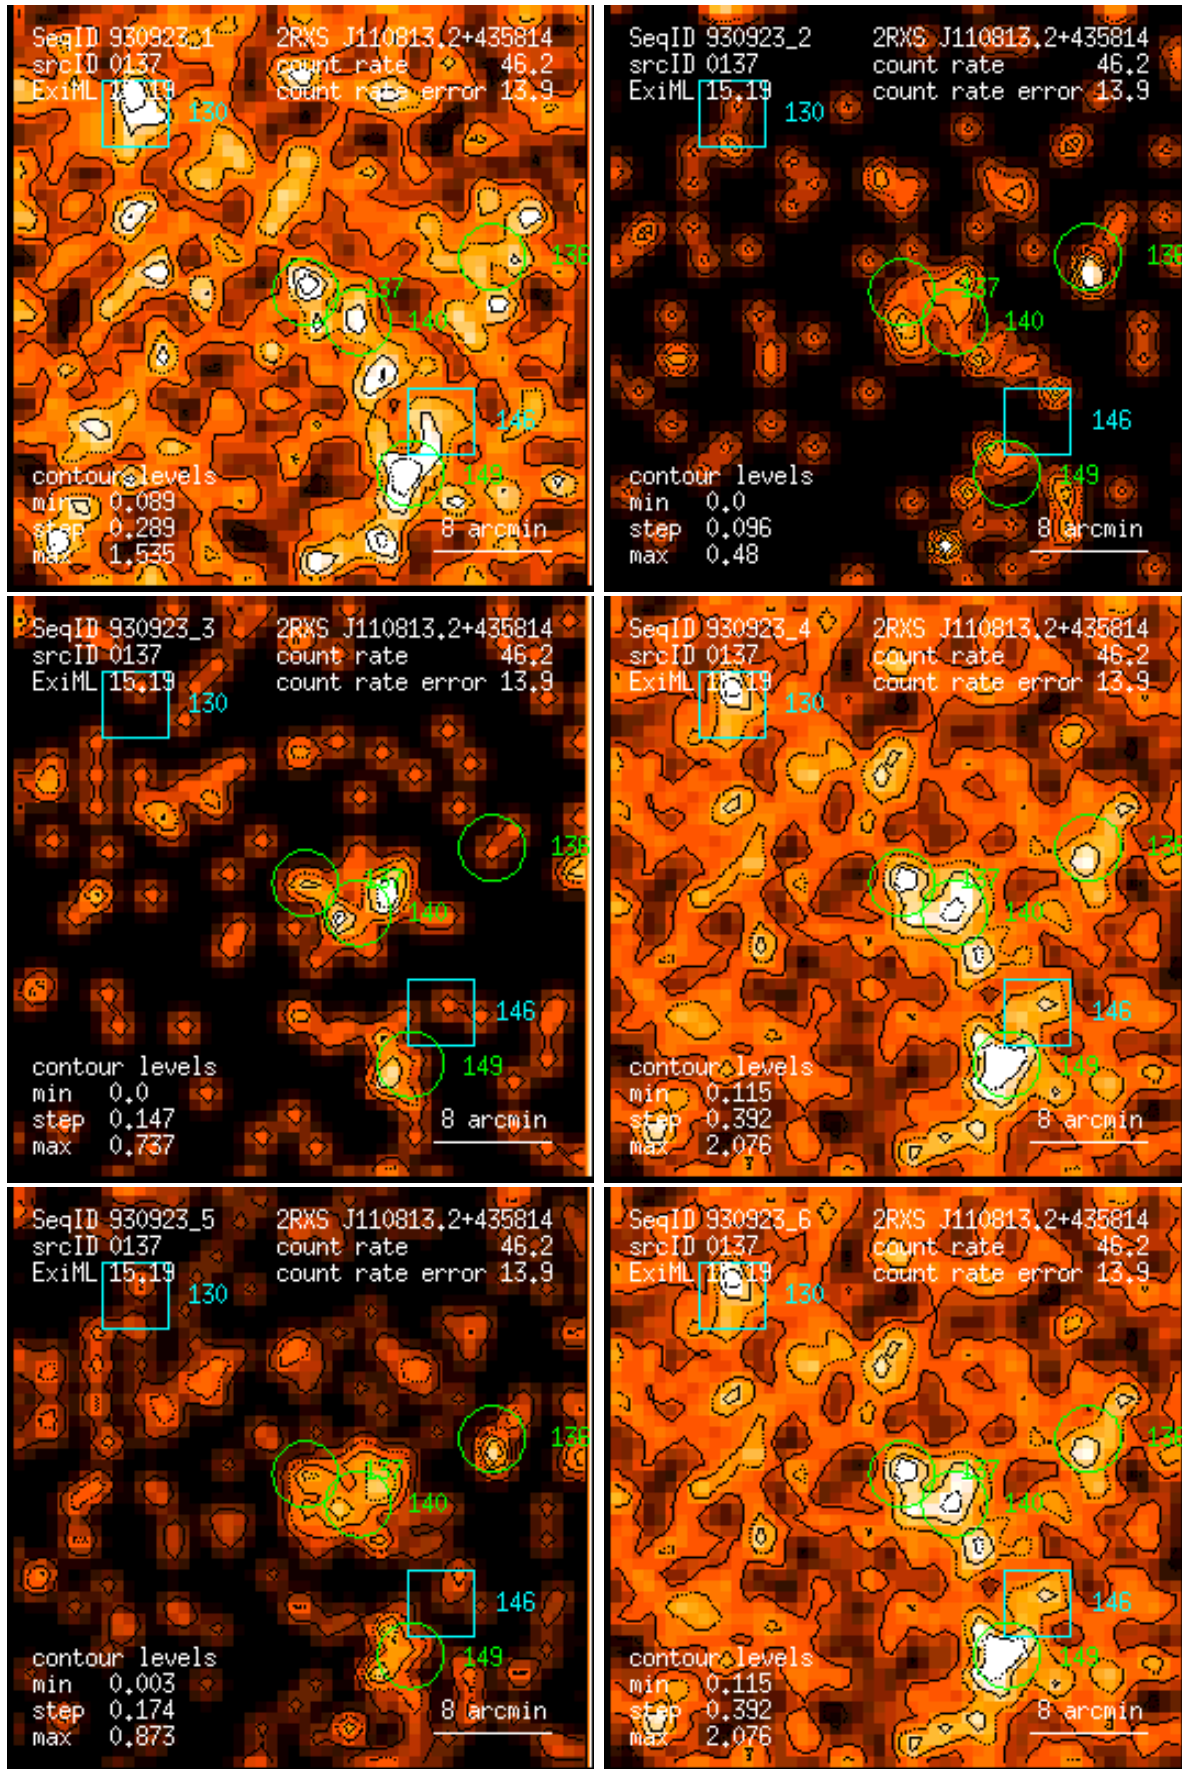 SeqID 930923_1 2RXS J110813.2+435814
srcID 0137 count rate 46.2
ExiML 15.19 count rate error 13.9
130
136
137
140
146
149
contour levels
min 0.089
step 0.289
max 1.535
8 arcmin
SeqID 930923_2 2RXS J110813.2+435814
srcID 0137 count rate 46.2
ExiML 15.19 count rate error 13.9
130
136
137
140
146
149
contour levels
min 0.0
step 0.096
max 0.48
8 arcmin
SeqID 930923_3 2RXS J110813.2+435814
srcID 0137 count rate 46.2
ExiML 15.19 count rate error 13.9
130
136
137
140
146
149
contour levels
min 0.0
step 0.147
max 0.737
8 arcmin
SeqID 930923_4 2RXS J110813.2+435814
srcID 0137 count rate 46.2
ExiML 15.19 count rate error 13.9
130
136
137
140
146
149
contour levels
min 0.115
step 0.392
max 2.076
8 arcmin
SeqID 930923_5 2RXS J110813.2+435814
srcID 0137 count rate 46.2
ExiML 15.19 count rate error 13.9
130
136
137
140
146
149
contour levels
min 0.003
step 0.174
max 0.873
8 arcmin
SeqID 930923_6 2RXS J110813.2+435814
srcID 0137 count rate 46.2
ExiML 15.19 count rate error 13.9
130
136
137
140
146
149
contour levels
min 0.115
step 0.392
max 2.076
8 arcmin